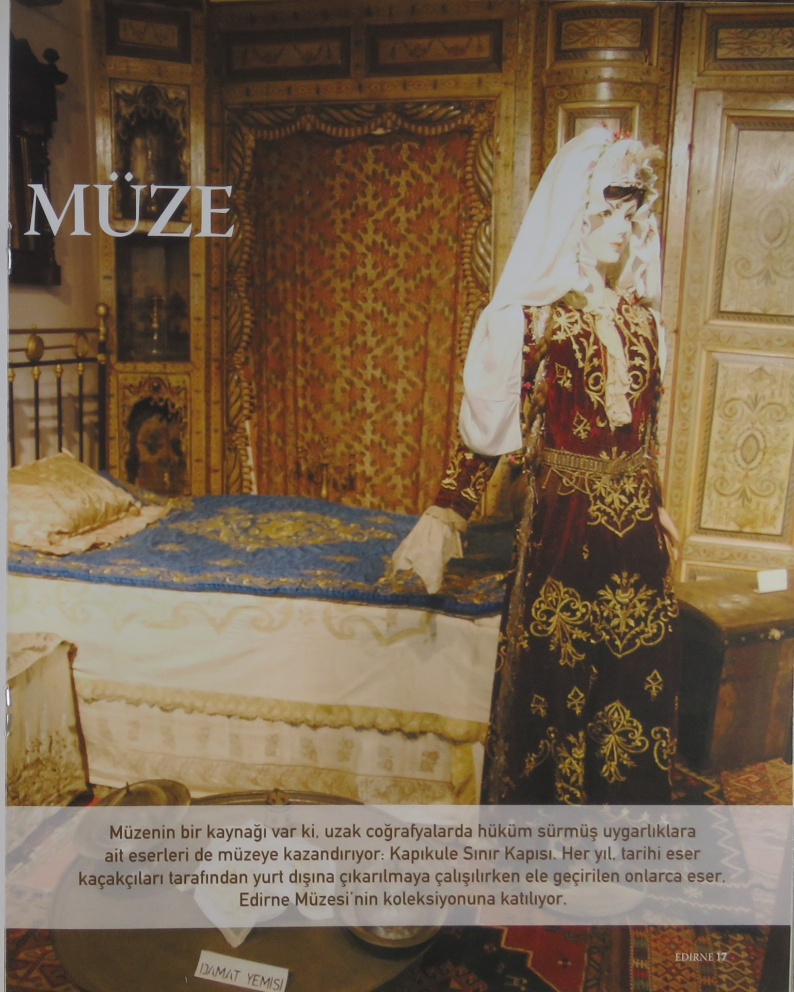 MÜZE
Müzenin bir kaynağı var ki, uzak coğrafyalarda hüküm sürmüş uygarlıklara
ait eserleri de müzeye kazandırıyor: Kapıkule Sınır Kapısı. Her yıl, tarihi eser
kaçakçıları tarafından yurt dışına çıkarılmaya çalışılırken ele geçirilen onlarca eser,
Edirne Müzesi'nin koleksiyonuna katılıyor.
DAMAT YEMİSİ
EDİRNE 17